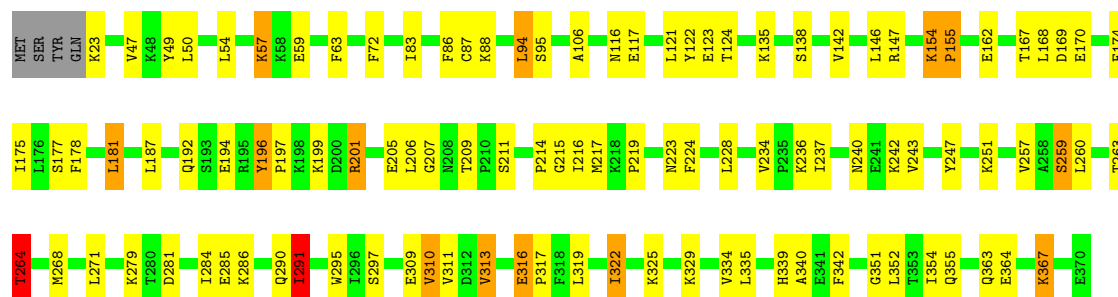 MET SER TYR GLN K23 V47 K48 Y49 L50 L54 K57 K58 E59 F63 F72 I83 F86 C87 K88 L94 S95 A106 N116 E117 L121 Y122 E123 T124 K135 S138 V142 L146 R147 K154 P155 E162 T167 L168 D169 E170 E174
I175 L176 S177 F178 L181 L187 Q192 S193 E194 R195 Y196 P197 K198 K199 D200 R201 E205 L206 G207 N208 T209 P210 S211 P214 G215 I216 M217 K218 P219 N223 F224 L228 V234 P235 K236 I237 N240 E241 K242 V243 Y247 K251 V257 A258 S259 L260 T263
T264 M268 L271 K279 T280 D281 I284 E285 K286 Q290 I291 W295 I296 S297 E309 V310 V311 D312 V313 E316 P317 F318 L319 I322 K325 K329 V334 L335 H339 A340 E341 F342 G351 L352 T353 I354 Q355 Q363 E364 K367 E370